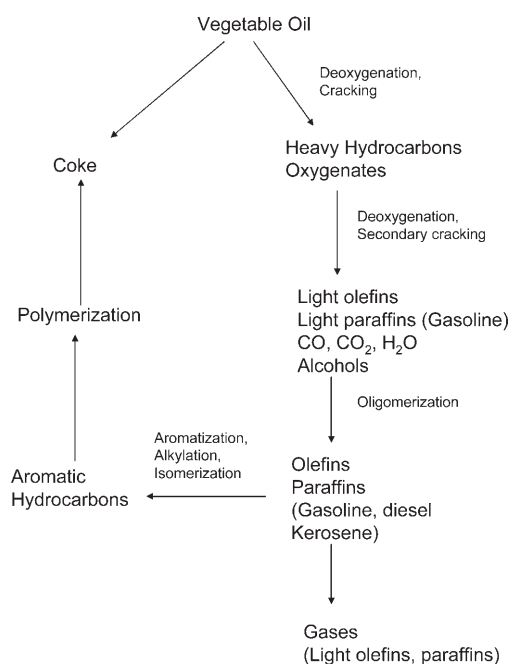 Vegetable Oil
Deoxygenation,
Cracking
Coke
Heavy Hydrocarbons
Oxygenates
Deoxygenation,
Secondary cracking
Polymerization
Light olefins
Light paraffins (Gasoline)
CO, CO₂, H₂O
Alcohols
Oligomerization
Aromatization,
Alkylation,
Isomerization
Aromatic
Hydrocarbons
Olefins
Paraffins
(Gasoline, diesel
Kerosene)
Gases
(Light olefins, paraffins)